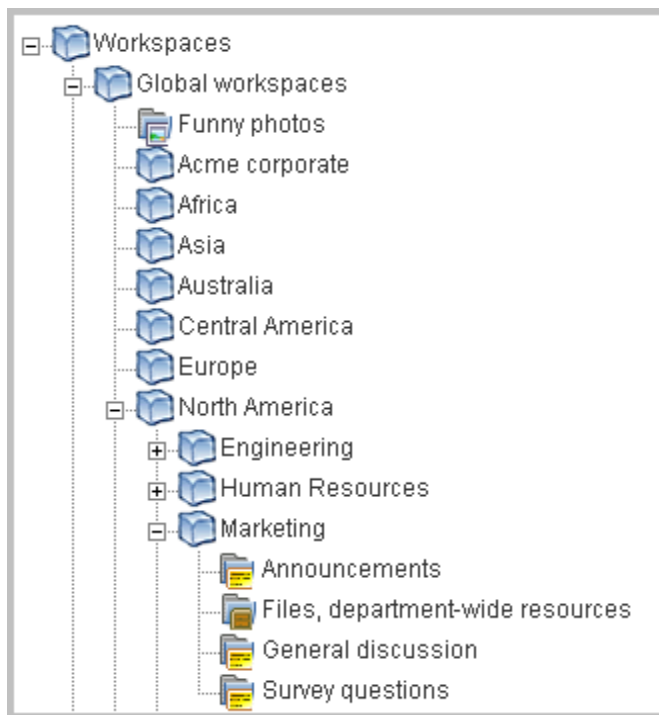 Workspaces
Global workspaces
Funny photos
Acme corporate
Africa
Asia
Australia
Central America
Europe
North America
Engineering
Human Resources
Marketing
Announcements
Files, department-wide resources
General discussion
Survey questions